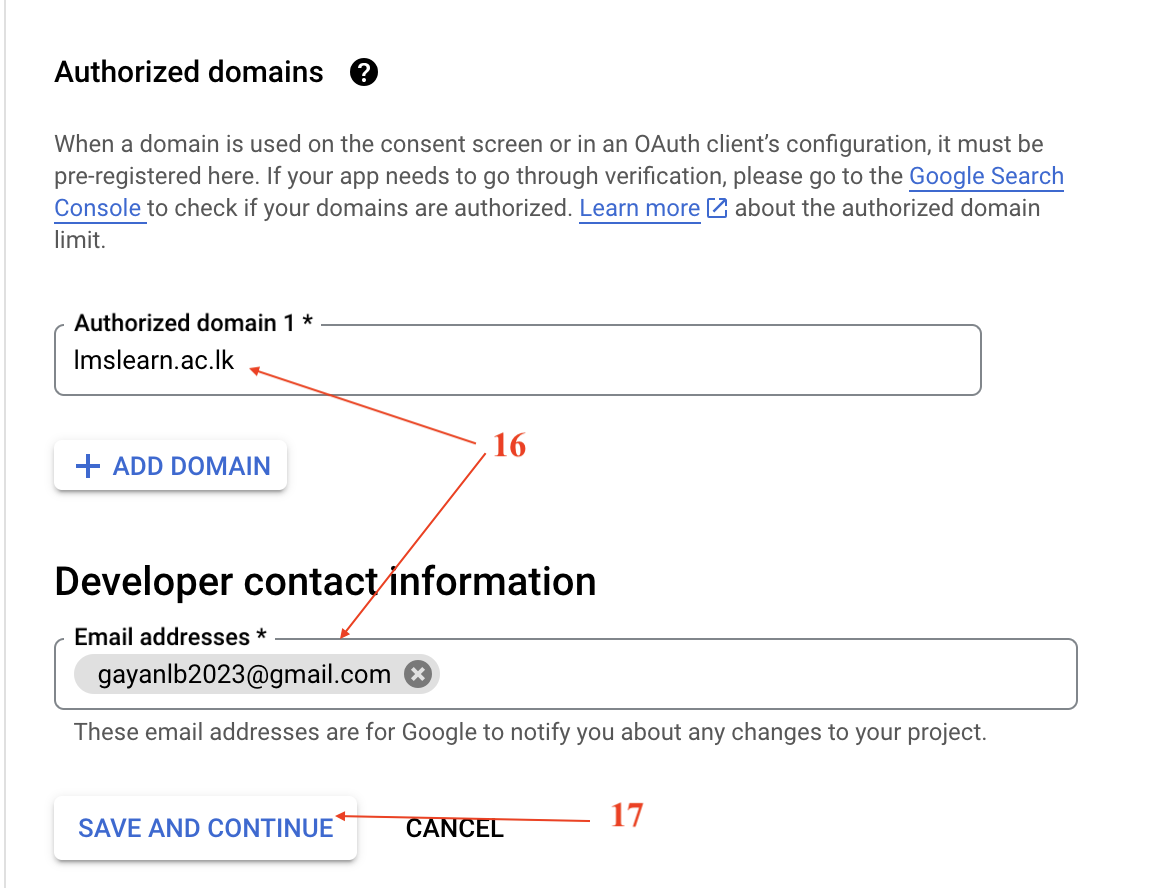 Authorized domains
When a domain is used on the consent screen or in an OAuth client’s configuration, it must be
pre-registered here. If your app needs to go through verification, please go to the Google Search
Console to check if your domains are authorized. Learn more about the authorized domain
limit.
Authorized domain 1 *
lmslearn.ac.lk
16
ADD DOMAIN
Developer contact information
Email addresses *
gayanlb2023@gmail.com
These email addresses are for Google to notify you about any changes to your project.
17
SAVE AND CONTINUE CANCEL